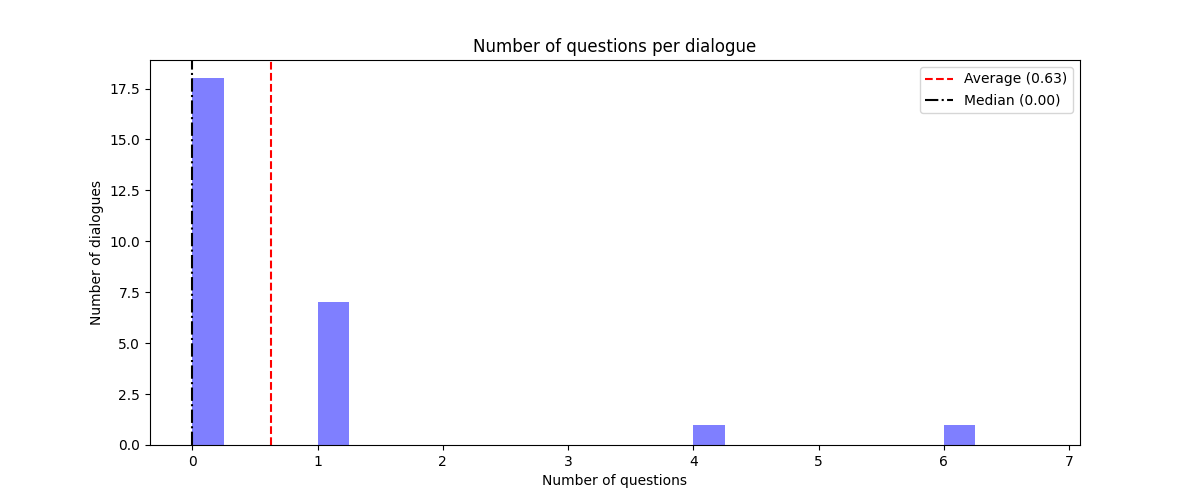 Number of questions per dialogue
Average (0.63)
Median (0.00)
Number of dialogues
17.5
15.0
12.5
10.0
7.5
5.0
2.5
0.0
0 1 2 3 4 5 6 7
Number of questions